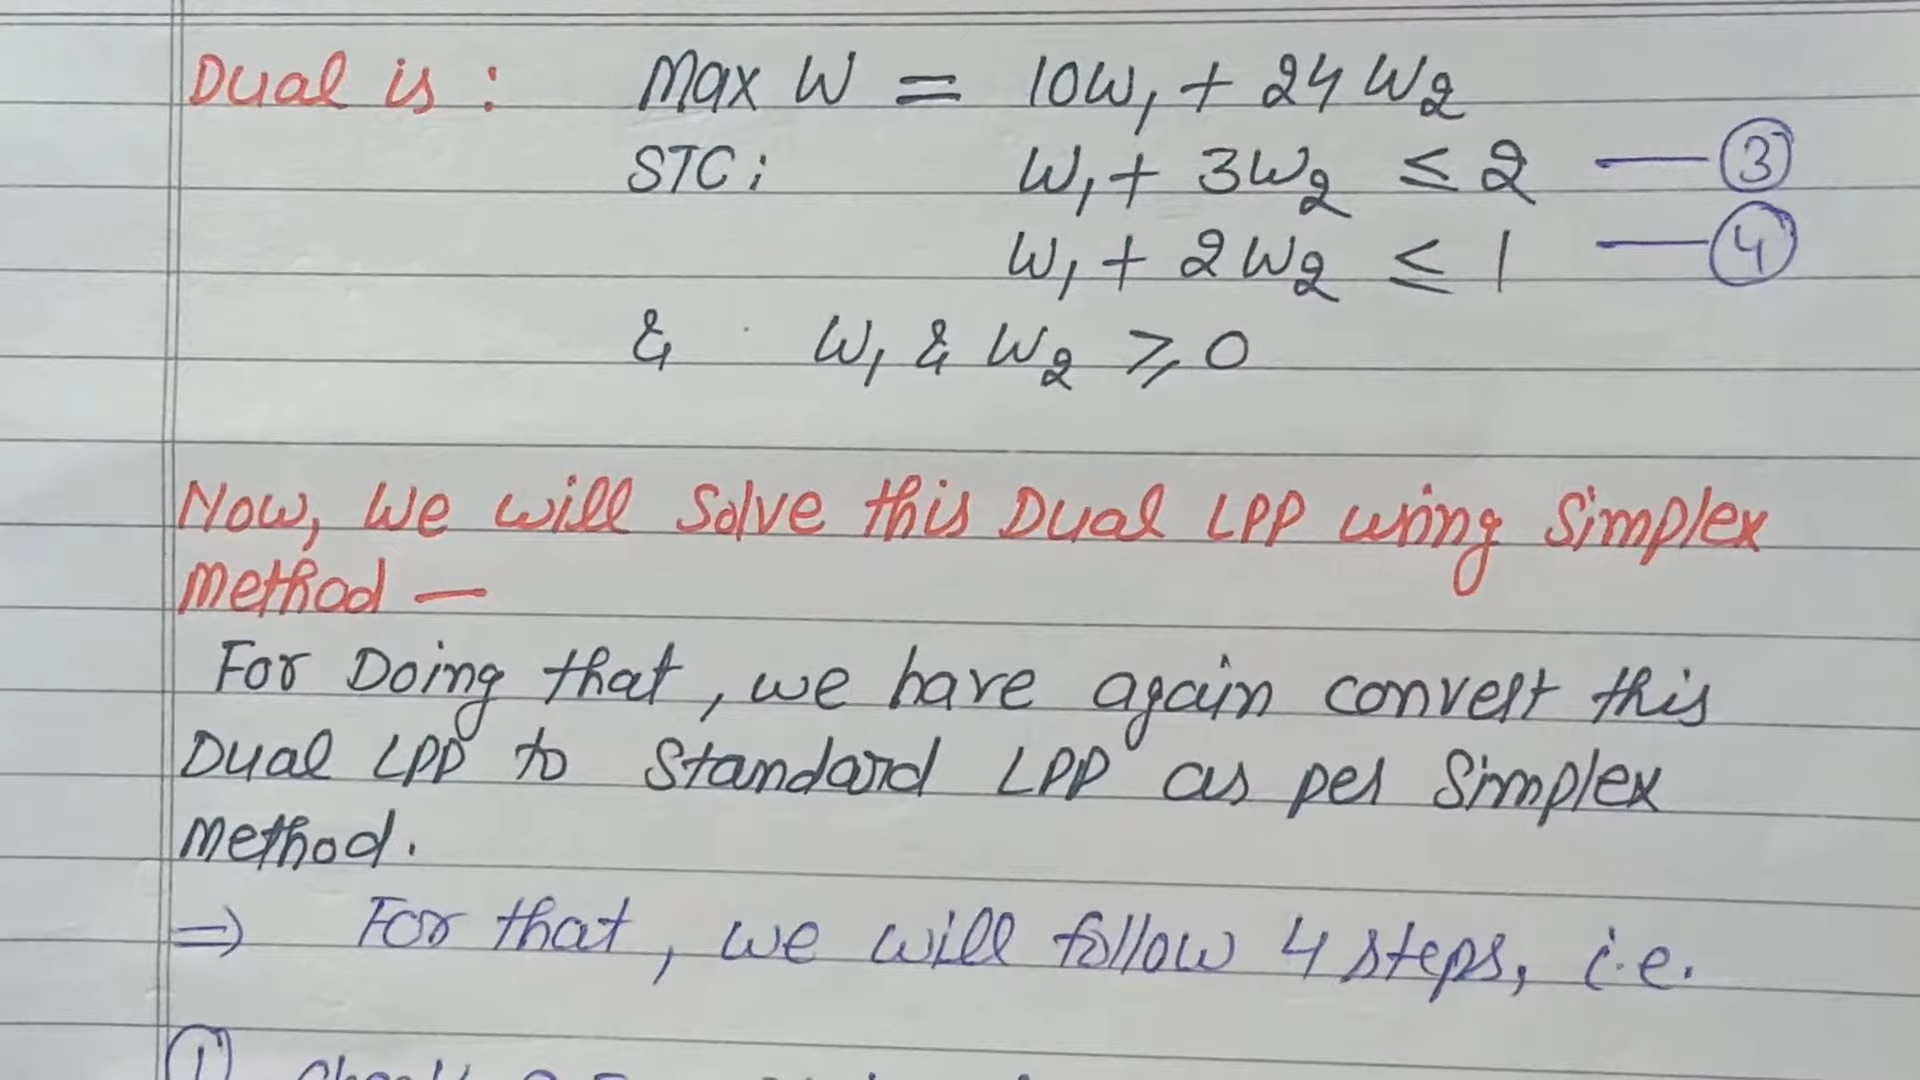 Dual is : Max W = 10W₁ + 24W₂
STC: W₁ + 3W₂ ≤ 2 — ③
W₁ + 2W₂ ≤ 1 — ④
& W₁ & W₂ ≥ 0
Now, We will Solve this Dual LPP using Simplex
Method —
For Doing that, we have again convert this
Dual LPP to Standard LPP as per Simplex
Method.
⇒ For that, we will follow 4 steps, i.e.
①